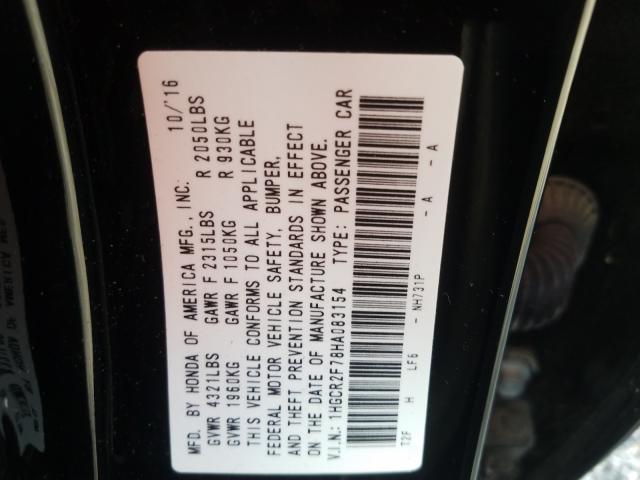 MFD. BY HONDA OF AMERICA MFG., INC. 10/'16
GVWR 4321LBS GAWR F 2315LBS R 2050LBS
GVWR 1960KG GAWR F 1050KG R 930KG
THIS VEHICLE CONFORMS TO ALL APPLICABLE
FEDERAL MOTOR VEHICLE SAFETY, BUMPER,
AND THEFT PREVENTION STANDARDS IN EFFECT
ON THE DATE OF MANUFACTURE SHOWN ABOVE.
V.I.N.: 1HGCR2F78HA083154 TYPE: PASSENGER CAR
T2F H LF6 - NH731P - A - A